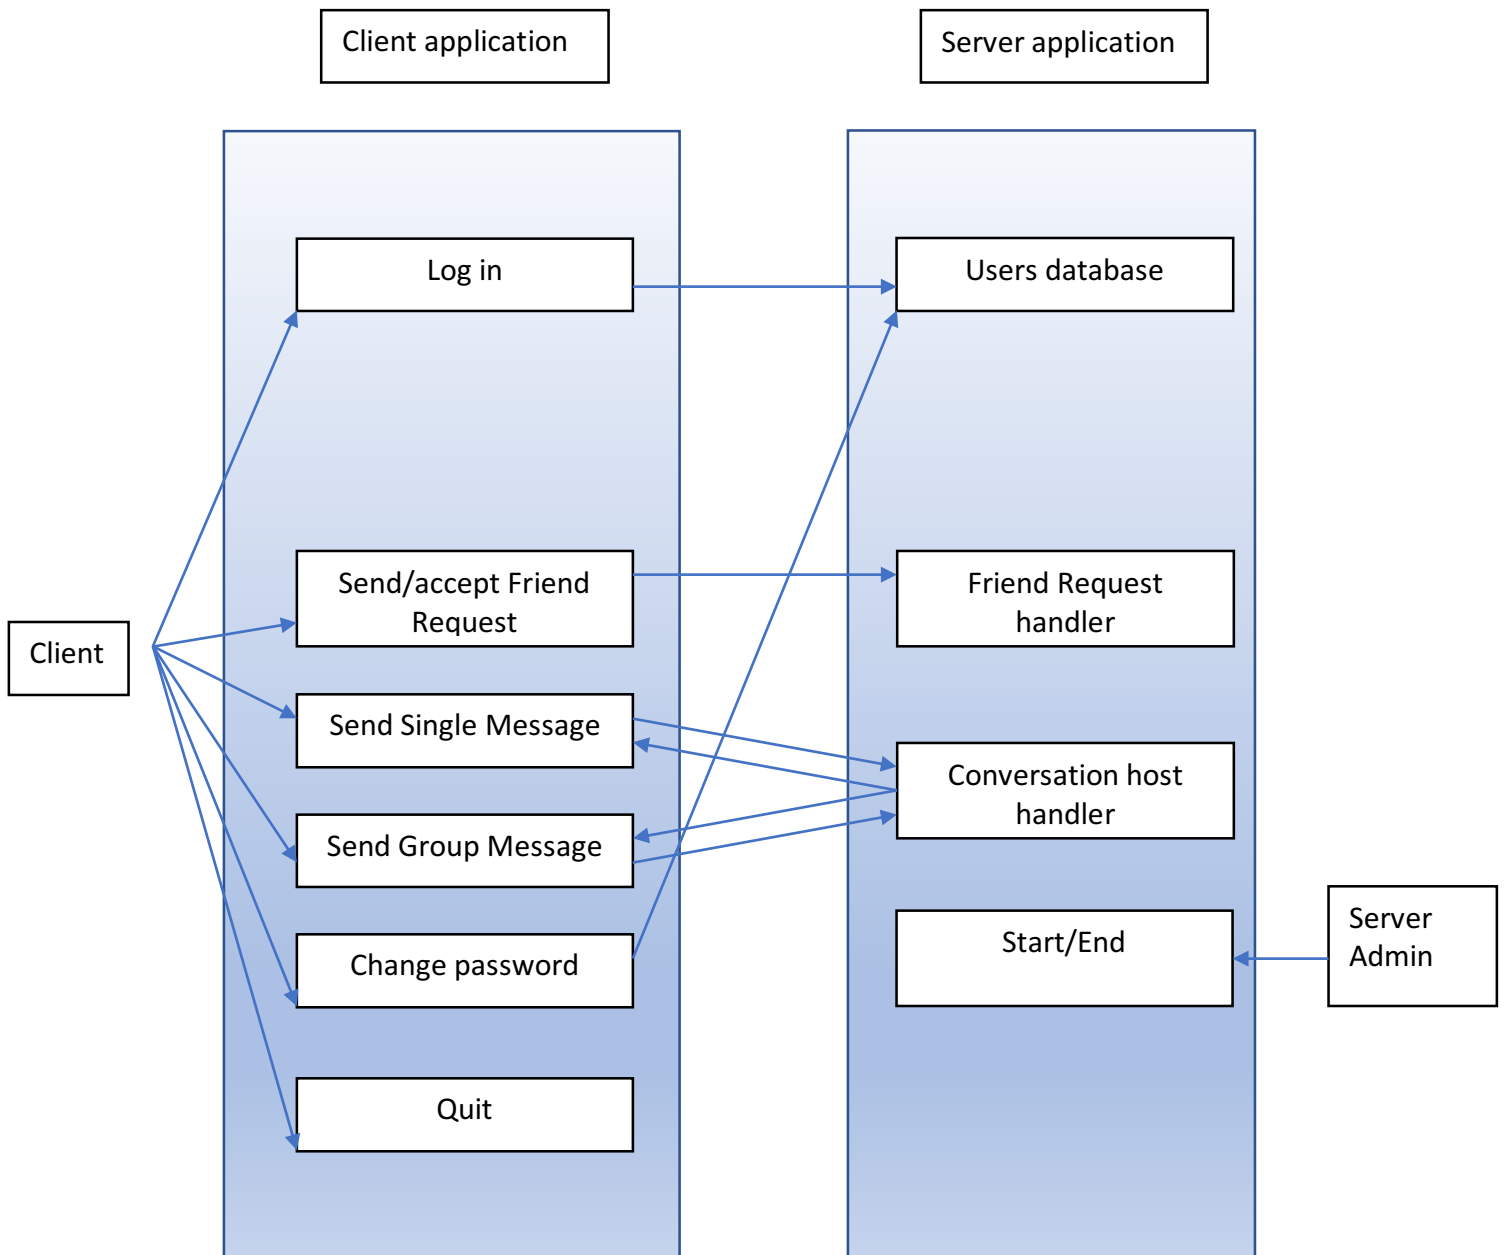 Client application
Server application
Log in
Users database
Send/accept Friend
Request
Friend Request
handler
Client
Send Single Message
Conversation host
handler
Send Group Message
Start/End
Server
Admin
Change password
Quit